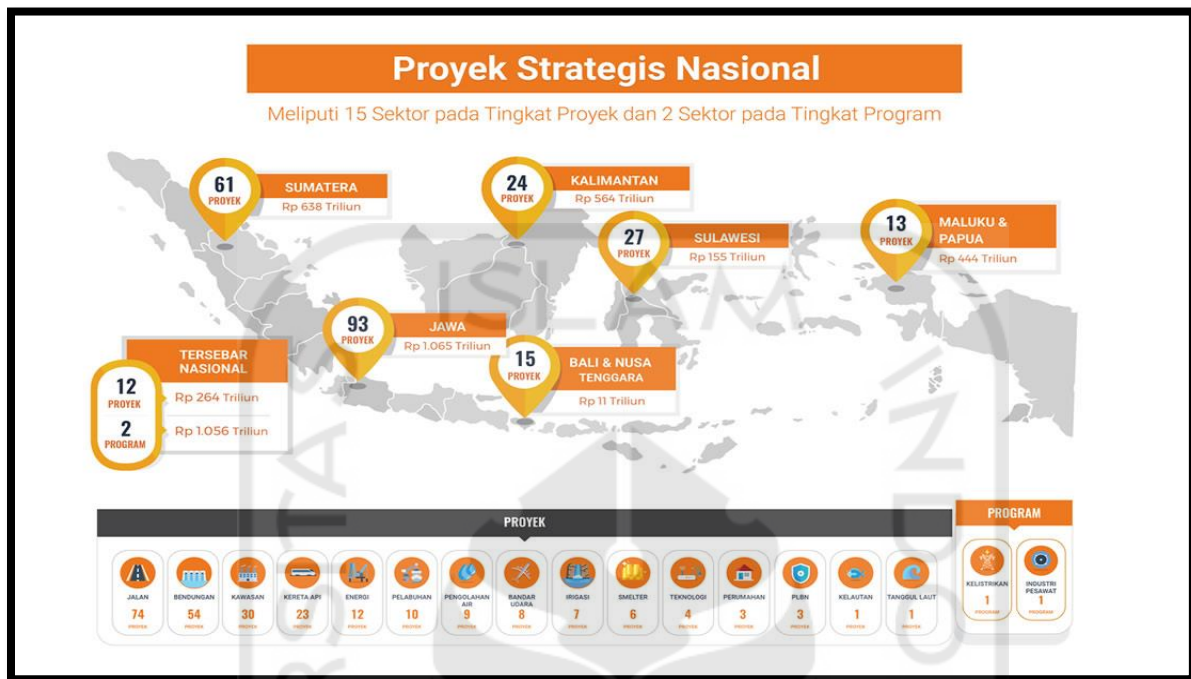 Proyek Strategis Nasional
Meliputi 15 Sektor pada Tingkat Proyek dan 2 Sektor pada Tingkat Program
61
PROYEK
SUMATERA
Rp 638 Triliun
24
PROYEK
KALIMANTAN
Rp 564 Triliun
27
PROYEK
SULAWESI
Rp 155 Triliun
13
PROYEK
MALUKU &
PAPUA
Rp 444 Triliun
93
PROYEK
JAWA
Rp 1.065 Triliun
15
PROYEK
BALI & NUSA
TENGGARA
Rp 11 Triliun
TERSEBAR
NASIONAL
12
PROYEK
Rp 264 Triliun
2
PROGRAM
Rp 1.056 Triliun
PROYEK
JALAN
74
PROYEK
BENDUNGAN
54
PROYEK
KAWASAN
30
PROYEK
KERETA API
23
PROYEK
ENERGI
12
PROYEK
PELABUHAN
10
PROYEK
PENGOLAHAN
AIR
9
PROYEK
BANDAR
UDARA
8
PROYEK
IRIGASI
7
PROYEK
SMELTER
6
PROYEK
TEKNOLOGI
4
PROYEK
PERUMAHAN
3
PROYEK
PLBN
3
PROYEK
KELAUTAN
1
PROYEK
TANGGUL LAUT
1
PROYEK
PROGRAM
KELISTRIKAN
1
PROGRAM
INDUSTRI
PESAWAT
1
PROGRAM
ISLAM